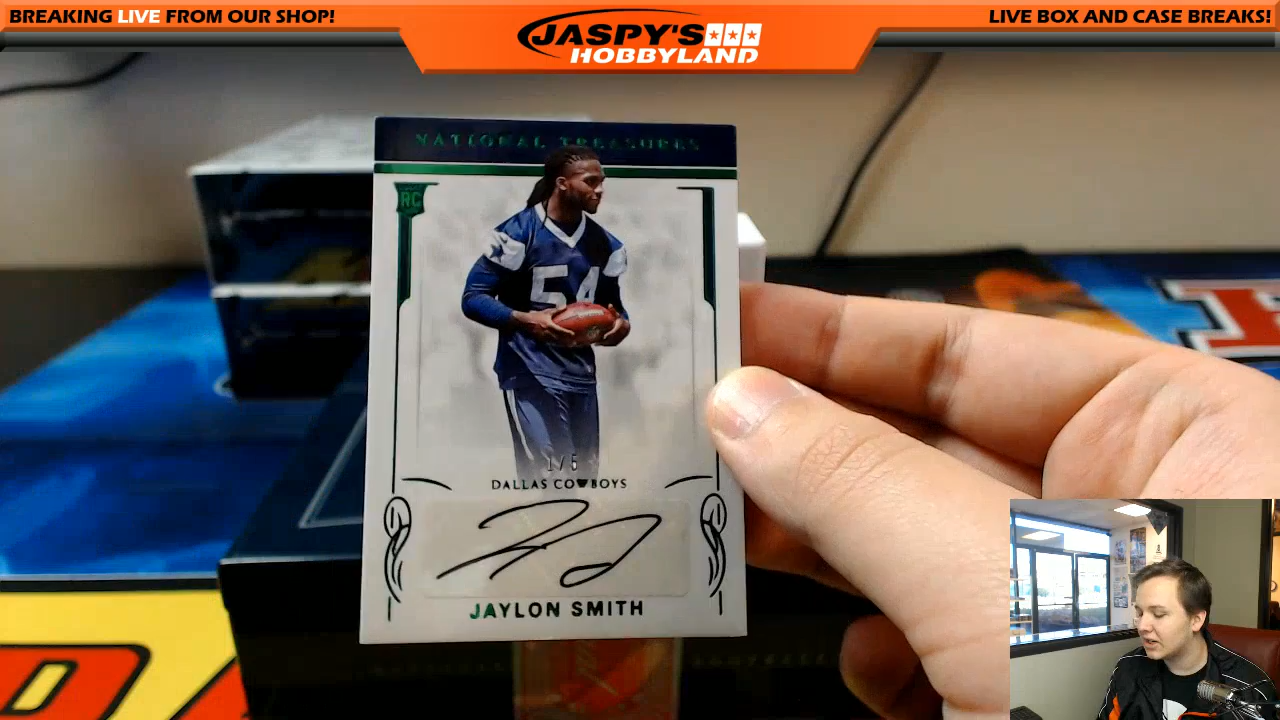 BREAKING LIVE FROM OUR SHOP!
JASPY'S
HOBBYLAND
LIVE BOX AND CASE BREAKS!
NATIONAL TREASURES
RC
54
1/5
DALLAS COWBOYS
JAYLON SMITH